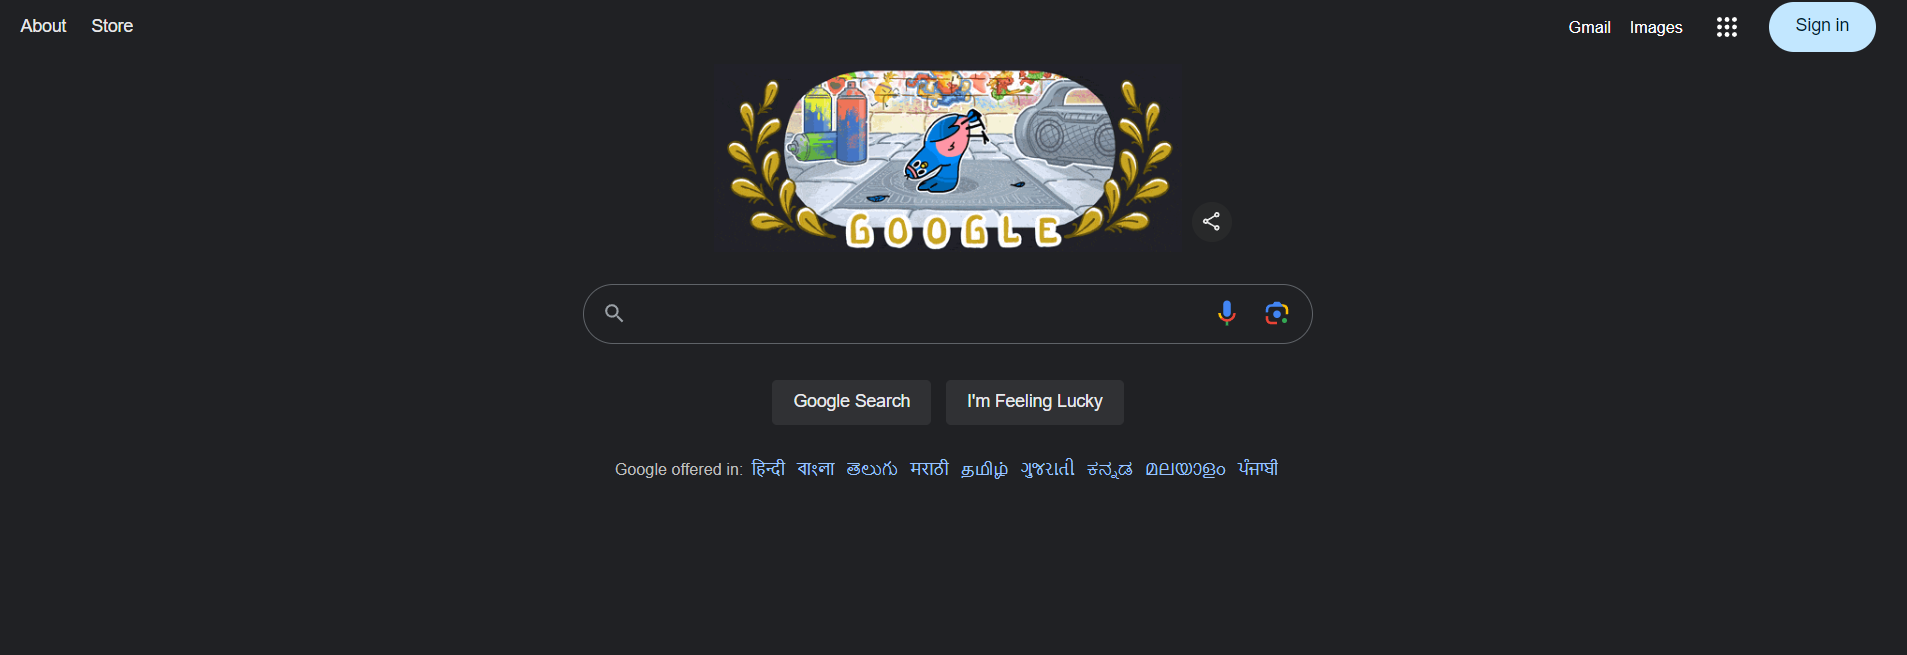 About Store
Gmail Images Sign in
GOOGLE
Google Search I'm Feeling Lucky
Google offered in: हिन्दी বাংলা తెలుగు मराठी தமிழ் ગુજરાતી ಕನ್ನಡ മലയാളം ਪੰਜਾਬੀ